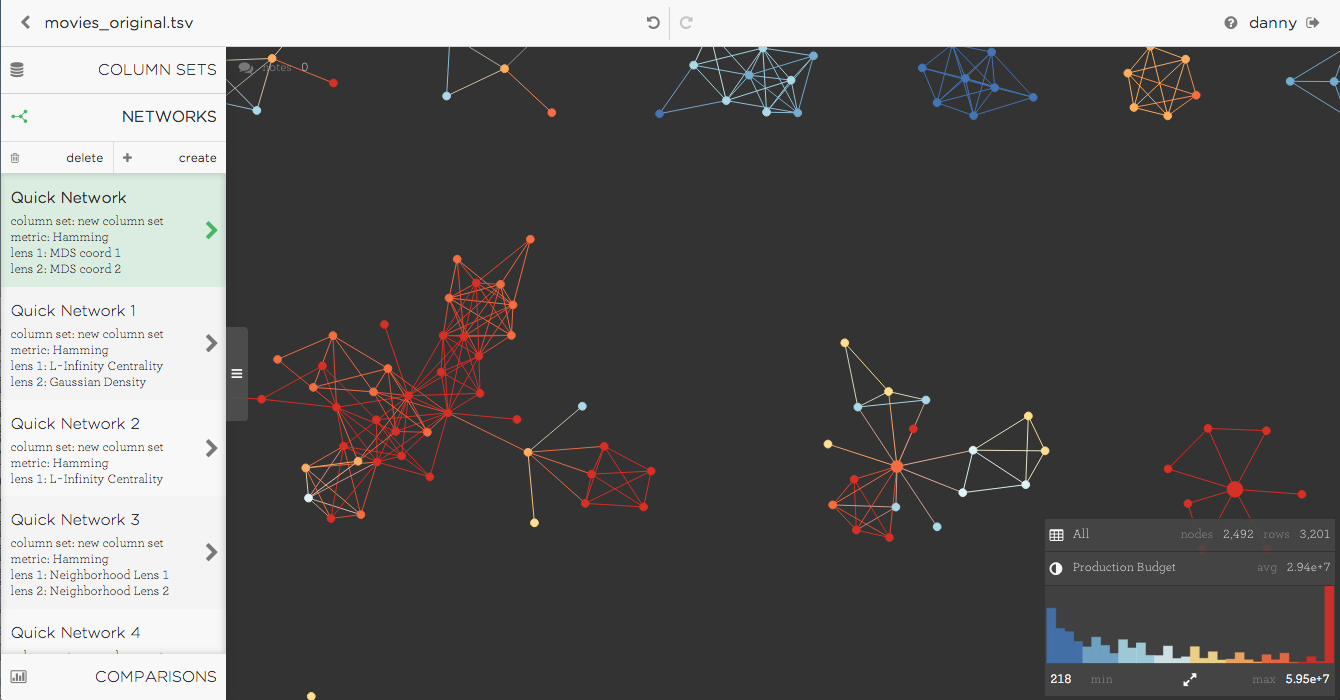 movies_original.tsv
danny
COLUMN SETS
NETWORKS
delete
create
Quick Network
column set: new column set
metric: Hamming
lens 1: MDS coord 1
lens 2: MDS coord 2
Quick Network 1
column set: new column set
metric: Hamming
lens 1: L-Infinity Centrality
lens 2: Gaussian Density
Quick Network 2
column set: new column set
metric: Hamming
lens 1: L-Infinity Centrality
Quick Network 3
column set: new column set
metric: Hamming
lens 1: Neighborhood Lens 1
lens 2: Neighborhood Lens 2
Quick Network 4
COMPARISONS
notes 0
All nodes 2,492 rows 3,201
Production Budget avg 2.94e+7
218 min max 5.95e+7